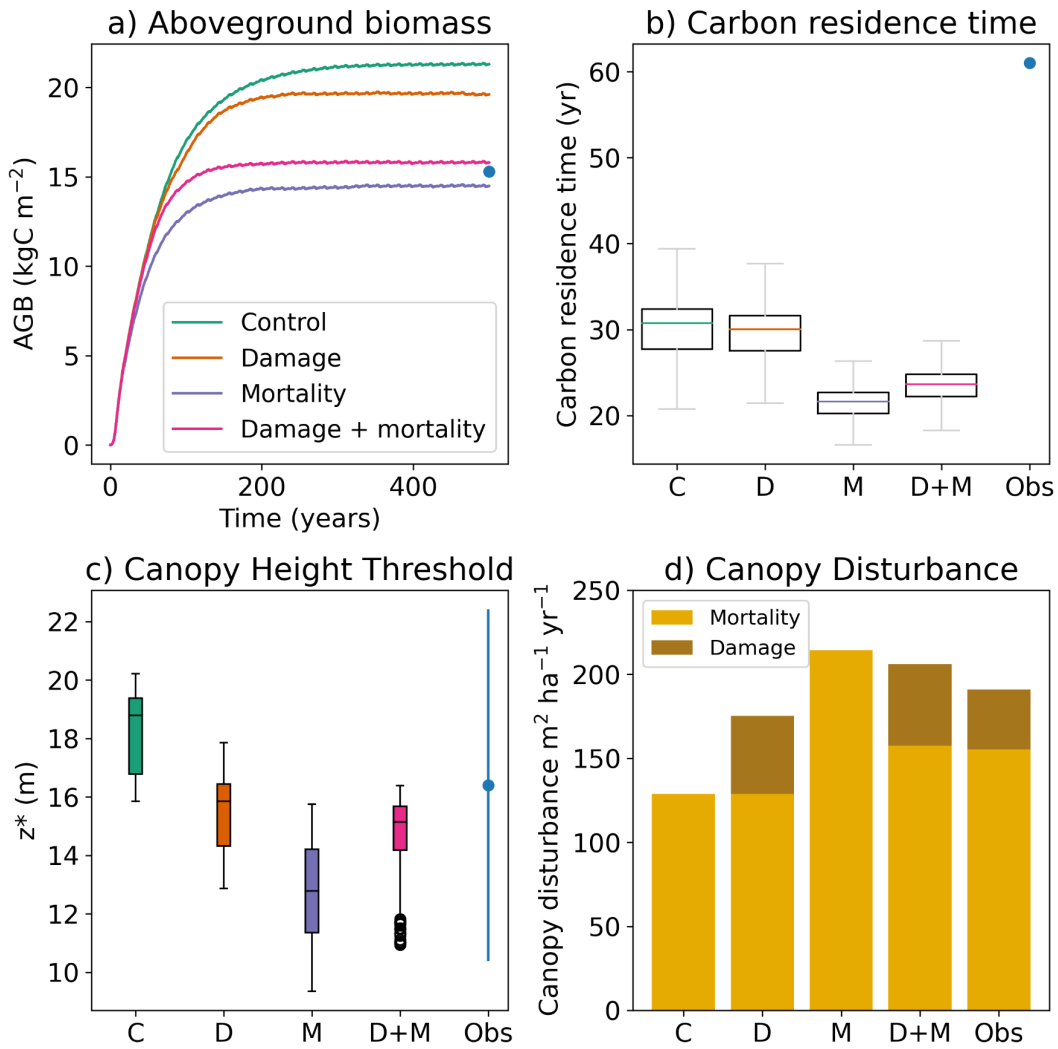 a) Aboveground biomass
AGB (kgC m⁻²)
20
15
10
5
0
Control
Damage
Mortality
Damage + mortality
0 200 400
Time (years)
b) Carbon residence time
Carbon residence time (yr)
60
50
40
30
20
C D M D+M Obs
c) Canopy Height Threshold
z* (m)
22
20
18
16
14
12
10
C D M D+M Obs
d) Canopy Disturbance
Canopy disturbance m² ha⁻¹ yr⁻¹
250
200
150
100
50
0
Mortality
Damage
C D M D+M Obs